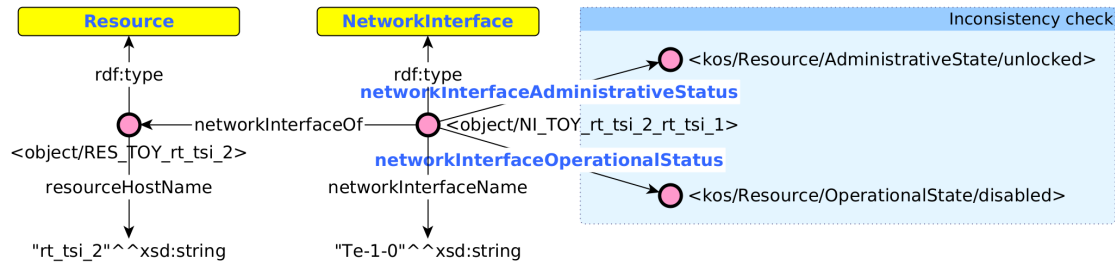 Resource
NetworkInterface
Inconsistency check
<kos/Resource/AdministrativeState/unlocked>
rdf:type
rdf:type
networkInterfaceAdministrativeStatus
networkInterfaceOf
<object/NI_TOY_rt_tsi_2_rt_tsi_1>
<object/RES_TOY_rt_tsi_2>
networkInterfaceOperationalStatus
resourceHostName
networkInterfaceName
<kos/Resource/OperationalState/disabled>
"rt_tsi_2"^^xsd:string
"Te-1-0"^^xsd:string